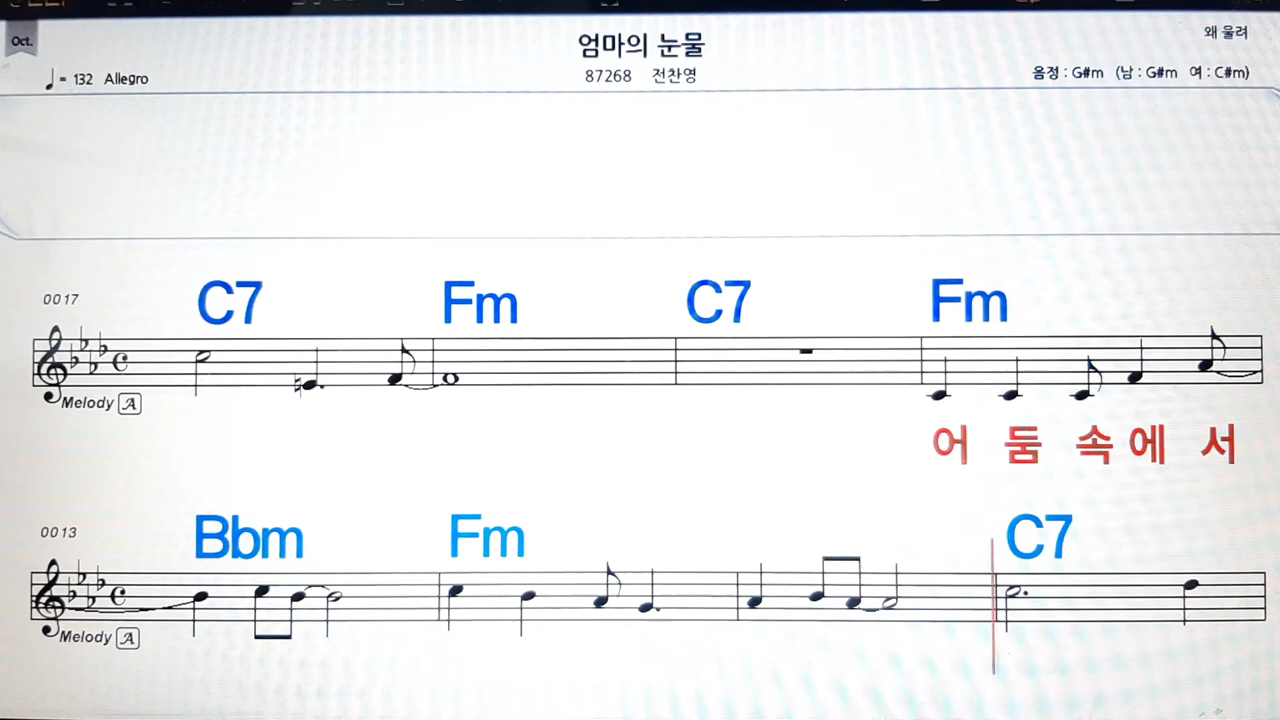 Oct.
엄마의 눈물
왜 울려
♩= 132 Allegro
87268 전찬영
음정 : G#m (남 : G#m 여 : C#m)
0017
C7 Fm C7 Fm
Melody A
어 둠 속 에 서
0013
Bbm Fm C7
Melody A